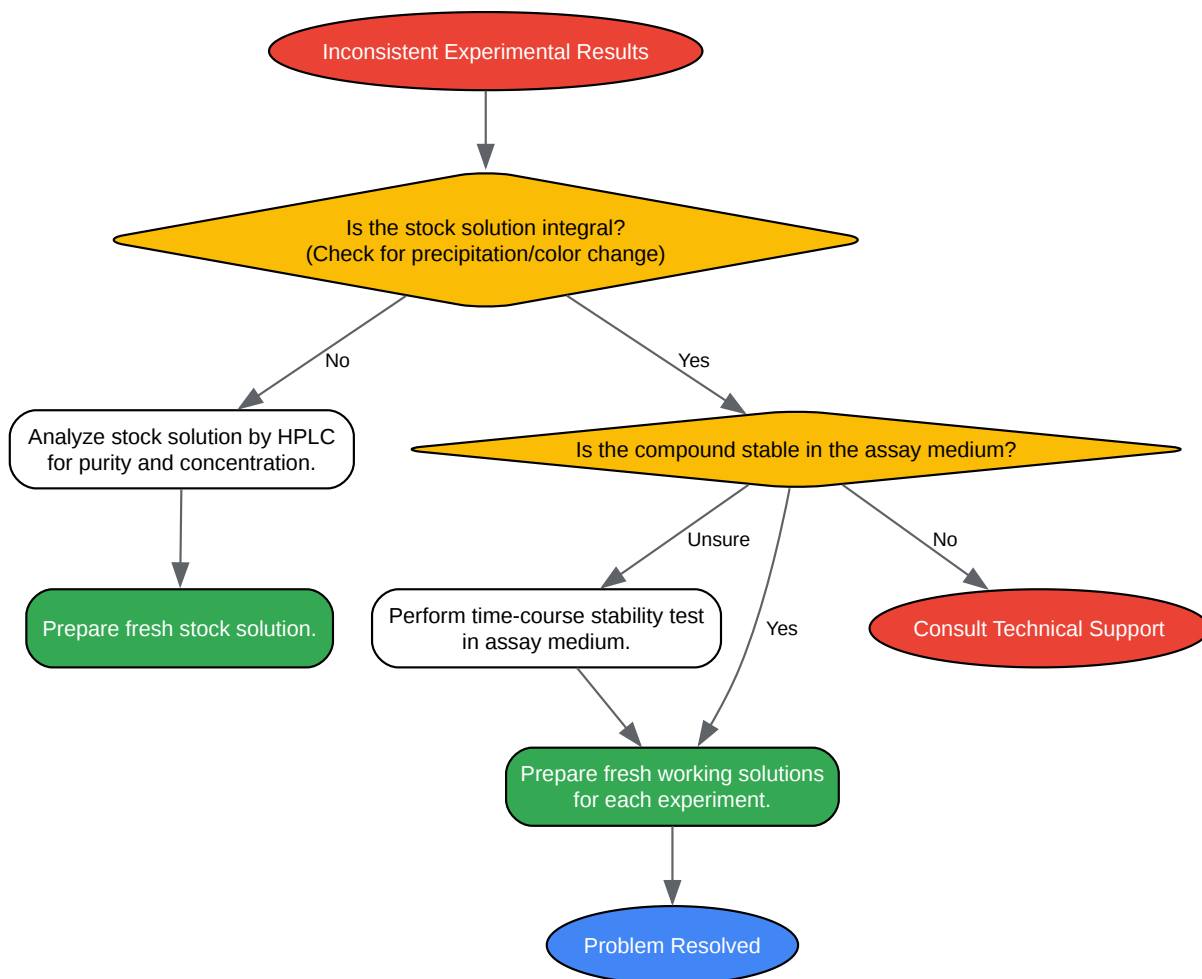 Inconsistent Experimental Results
Is the stock solution integral?
(Check for precipitation/color change)
No
Yes
Analyze stock solution by HPLC
for purity and concentration.
Is the compound stable in the assay medium?
Unsure
No
Yes
Prepare fresh stock solution.
Perform time-course stability test
in assay medium.
Consult Technical Support
Prepare fresh working solutions
for each experiment.
Problem Resolved